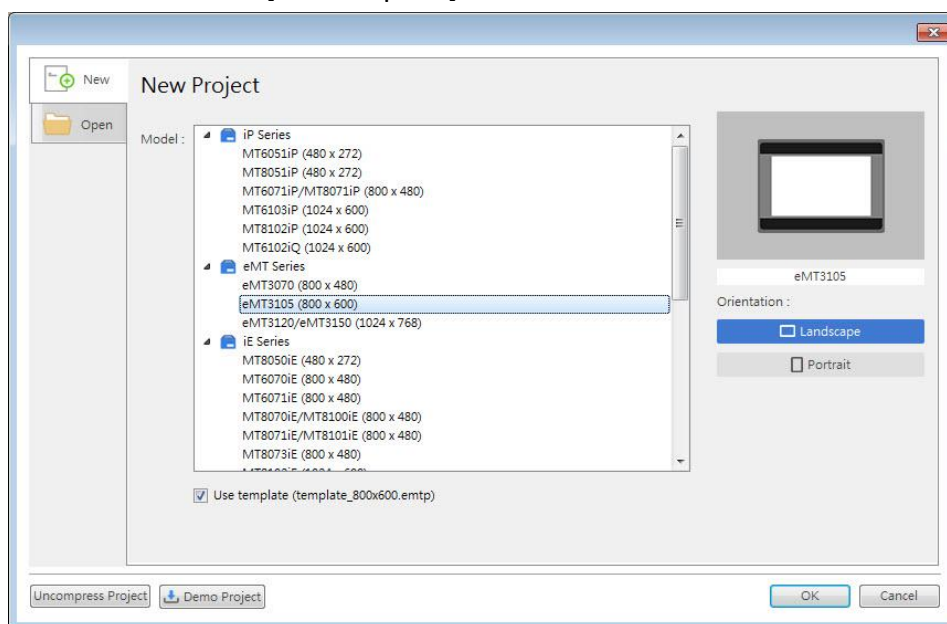 New
Open
New Project
Model :
iP Series
MT6051iP (480 x 272)
MT8051iP (480 x 272)
MT6071iP/MT8071iP (800 x 480)
MT6103iP (1024 x 600)
MT8102iP (1024 x 600)
MT6102iQ (1024 x 600)
eMT Series
eMT3070 (800 x 480)
eMT3105 (800 x 600)
eMT3120/eMT3150 (1024 x 768)
iE Series
MT8050iE (480 x 272)
MT6070iE (800 x 480)
MT6071iE (800 x 480)
MT8070iE/MT8100iE (800 x 480)
MT8071iE/MT8101iE (800 x 480)
MT8073iE (800 x 480)
Use template (template_800x600.emtp)
eMT3105
Orientation :
Landscape
Portrait
Uncompress Project
Demo Project
OK
Cancel